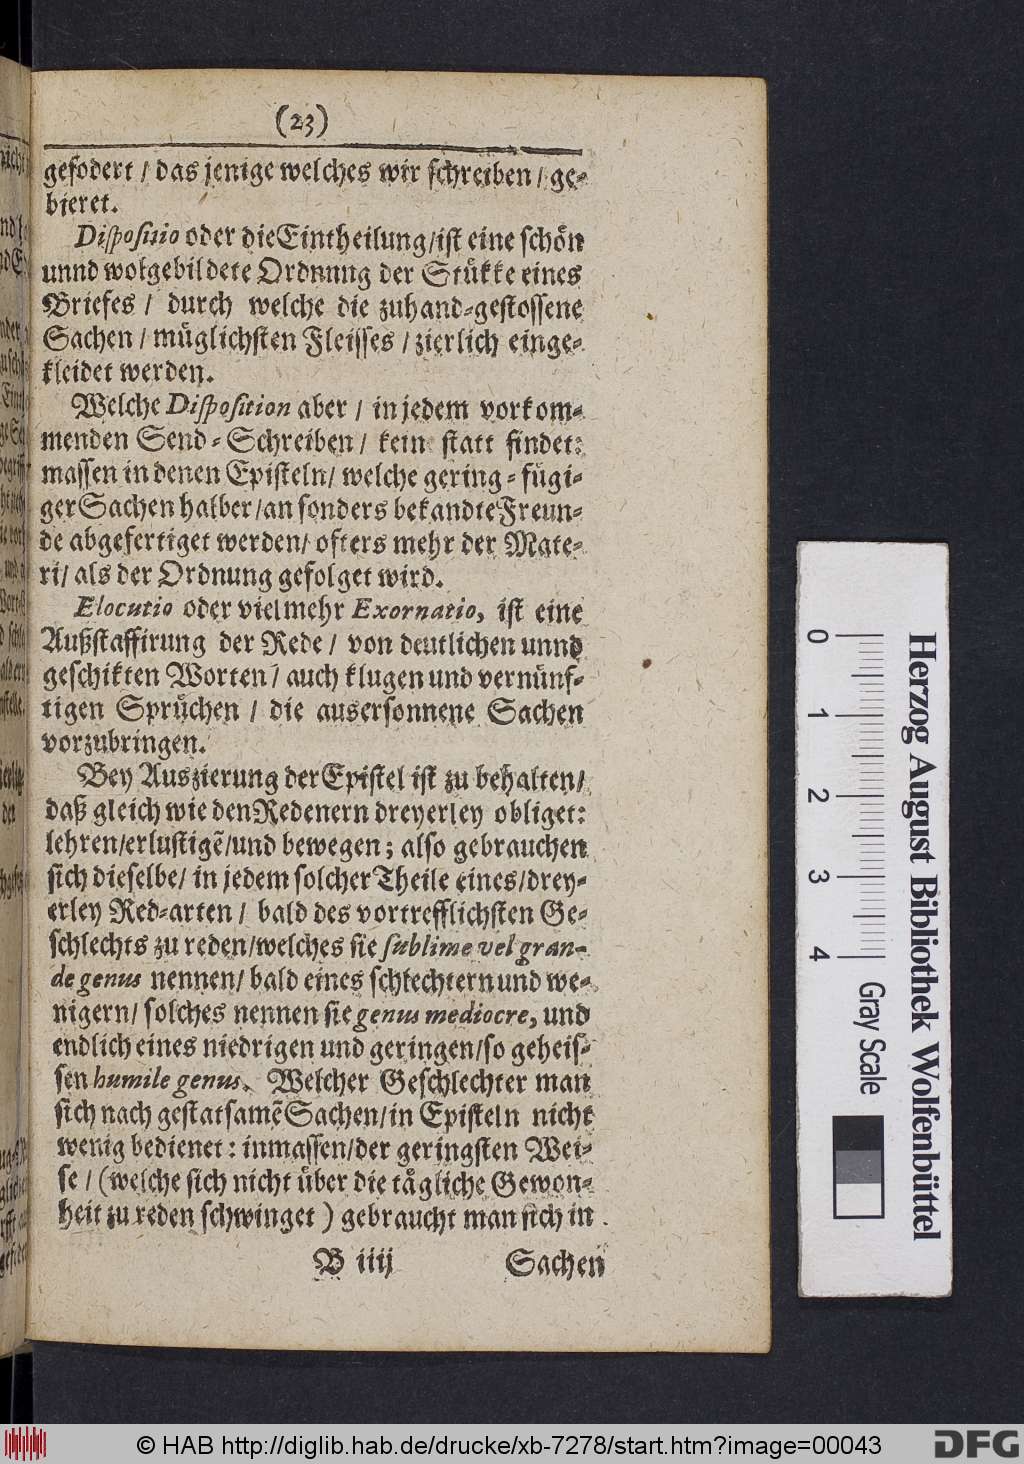 (23)
gefodert / das jenige welches wir schreiben / ge-
bieret.
Dispositio oder die Eintheilung/ist eine schön
unnd wolgebildete Ordnung der Stükke eines
Briefes / durch welche die zuhand-gestossene
Sachen / müglichsten Fleisses / zierlich einge-
kleidet werden.
Welche Disposition aber / in jedem vorkom-
menden Send-Schreiben / kein statt findet:
massen in denen Episteln / welche gering-fügi-
ger Sachen halber/an sonders bekandte Freun-
de abgefertiget werden/ ofters mehr der Mate-
ri/ als der Ordnung gefolget wird.
Elocutio oder vielmehr Exornatio, ist eine
Außstaffirung der Rede / von deutlichen unnd
geschikten Worten / auch klugen und vernünf-
tigen Sprüchen / die ausersonnene Sachen
vorzubringen.
Bey Auszierung der Epistel ist zu behalten/
daß gleich wie den Redenern dreyerley obliget:
lehren/erlustigẽ/und bewegen; also gebrauchen
sich dieselbe/ in jedem solcher Theile eines/drey-
erley Red-arten / bald des vortrefflichsten Ge-
schlechts zu reden/welches sie sublime vel gran-
de genus nennen/ bald eines schlechtern und we-
nigern/ solches nennen sie genus mediocre, und
endlich eines niedrigen und geringen/so geheis-
sen humile genus. Welcher Geschlechter man
sich nach gestatsamẽ Sachen/in Episteln nicht
wenig bedienet: inmassen/der geringsten Wei-
se / (welche sich nicht über die tägliche Gewon-
heit zu reden schwinget ) gebraucht man sich in
B iiij Sachen
Herzog August Bibliothek Wolfenbüttel
0 1 2 3 4 Gray Scale
© HAB http://diglib.hab.de/drucke/xb-7278/start.htm?image=00043
DFG